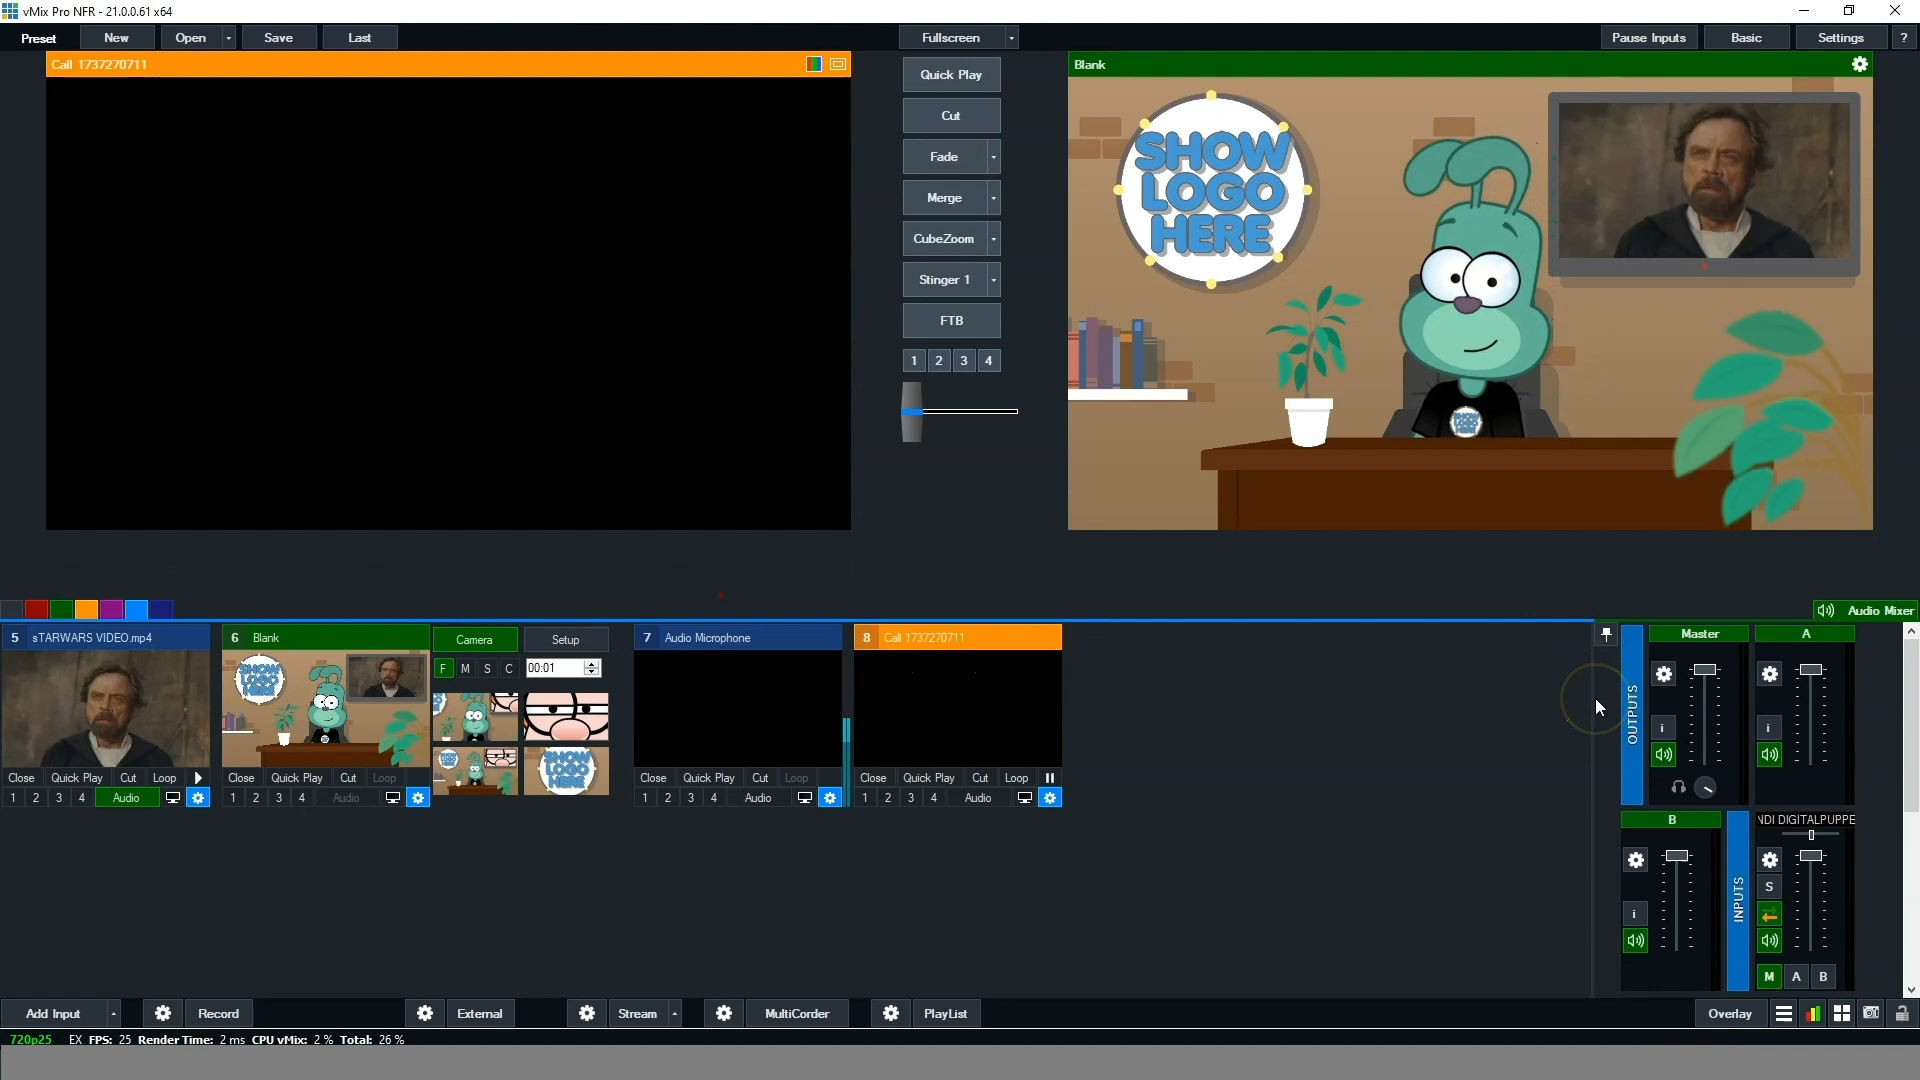 vMix Pro NFR - 21.0.0.61 x64
Preset New Open Save Last Fullscreen Pause Inputs Basic Settings ?
Call 1737270711
Blank
Quick Play
Cut
Fade
Merge
CubeZoom
Stinger 1
FTB
1 2 3 4
SHOW
LOGO
HERE
Audio Mixer
5 sTARWARS VIDEO.mp4
Close Quick Play Cut Loop
1 2 3 4 Audio
6 Blank
SHOW
LOGO
HERE
Close Quick Play Cut Loop
1 2 3 4 Audio
Camera Setup
F M S C 00:01
SHOW
LOGO
HERE
7 Audio Microphone
Close Quick Play Cut Loop
1 2 3 4 Audio
8 Call 1737270711
Close Quick Play Cut Loop
1 2 3 4 Audio
OUTPUTS
Master A
i i
B
INPUTS
NDI DIGITALPUPPE
S
i
M A B
Add Input Record External Stream MultiCorder PlayList Overlay
720p25 EX FPS: 25 Render Time: 2 ms CPU vMix: 2 % Total: 26 %